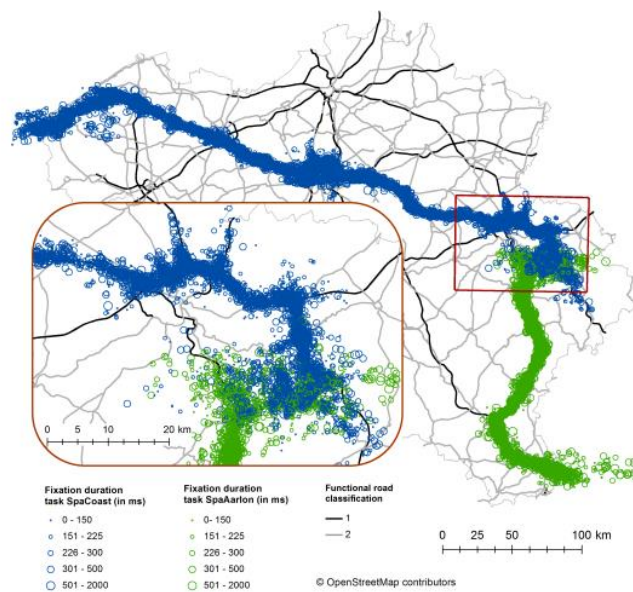 0 5 10 20 km
Fixation duration
task SpaCoast (in ms)
0 - 150
151 - 225
226 - 300
301 - 500
501 - 2000
Fixation duration
task SpaAarlon (in ms)
0 - 150
151 - 225
226 - 300
301 - 500
501 - 2000
Functional road
classification
1
2
0 25 50 100 km
© OpenStreetMap contributors